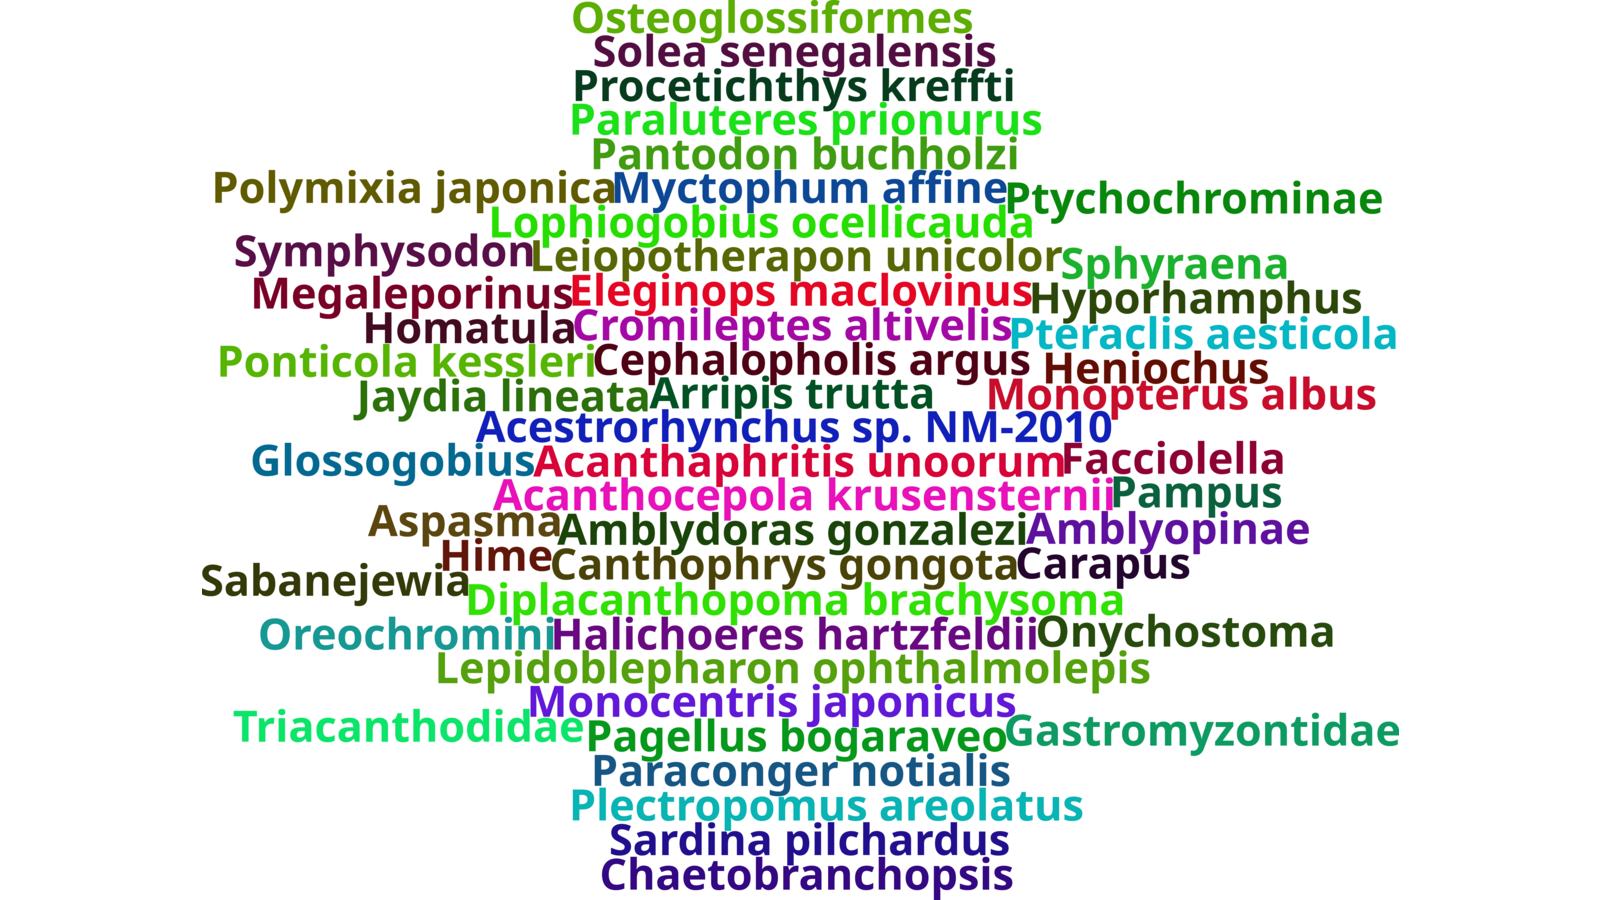 Osteoglossiformes
Solea senegalensis
Procetichthys kreffti
Paraluteres prionurus
Pantodon buchholzi
Polymixia japonica
Myctophum affine
Ptychochrominae
Lophiogobius ocellicauda
Symphysodon
Leiopotherapon unicolor
Sphyraena
Megaleporinus
Eleginops maclovinus
Hyporhamphus
Homatula
Cromileptes altivelis
Pteraclis aesticola
Ponticola kessleri
Cephalopholis argus
Heniochus
Jaydia lineata
Arripis trutta
Monopterus albus
Acestrorhynchus sp. NM-2010
Glossogobius
Acanthaphritis unoorum
Facciolella
Acanthocepola krusensternii
Pampus
Aspasma
Amblydoras gonzalezi
Amblyopinae
Hime
Canthophrys gongota
Carapus
Sabanejewia
Diplacanthopoma brachysoma
Oreochromini
Halichoeres hartzfeldii
Onychostoma
Lepidoblepharon ophthalmolepis
Monocentris japonicus
Triacanthodidae
Pagellus bogaraveo
Gastromyzontidae
Paraconger notialis
Plectropomus areolatus
Sardina pilchardus
Chaetobranchopsis